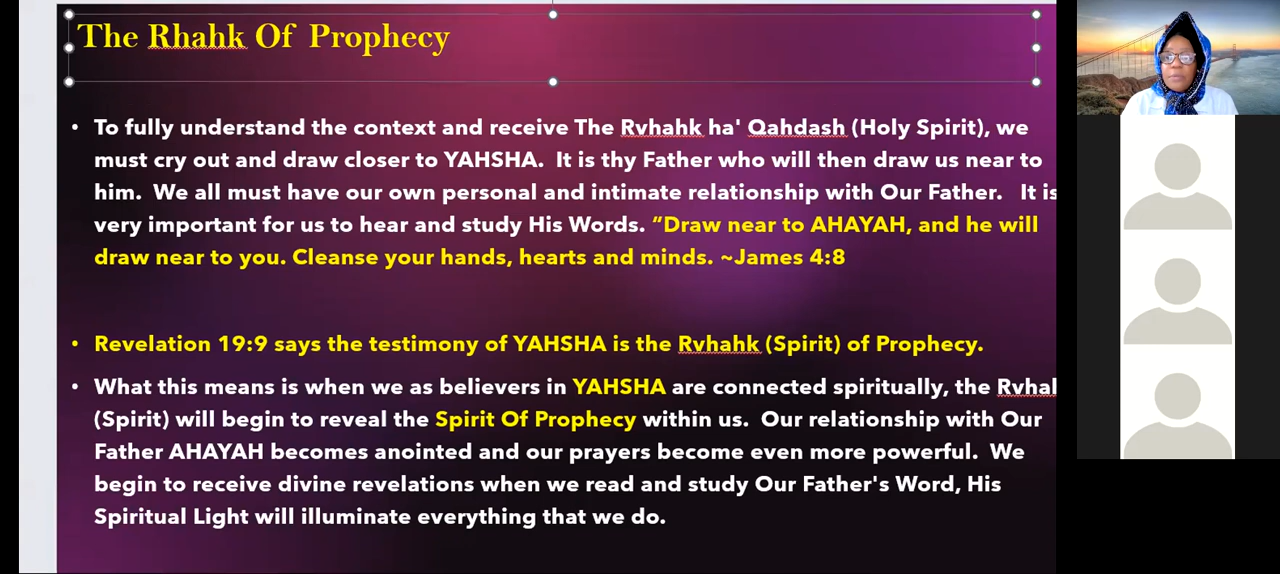 The Rhahk Of Prophecy
• To fully understand the context and receive The Rvhahk ha' Qahdash (Holy Spirit), we
must cry out and draw closer to YAHSHA. It is thy Father who will then draw us near to
him. We all must have our own personal and intimate relationship with Our Father. It is
very important for us to hear and study His Words. “Draw near to AHAYAH, and he will
draw near to you. Cleanse your hands, hearts and minds. ~James 4:8
• Revelation 19:9 says the testimony of YAHSHA is the Rvhahk (Spirit) of Prophecy.
• What this means is when we as believers in YAHSHA are connected spiritually, the
(Spirit) will begin to reveal the Spirit Of Prophecy within us. Our relationship with Our
Father AHAYAH becomes anointed and our prayers become even more powerful. We
begin to receive divine revelations when we read and study Our Father's Word, His
Spiritual Light will illuminate everything that we do.